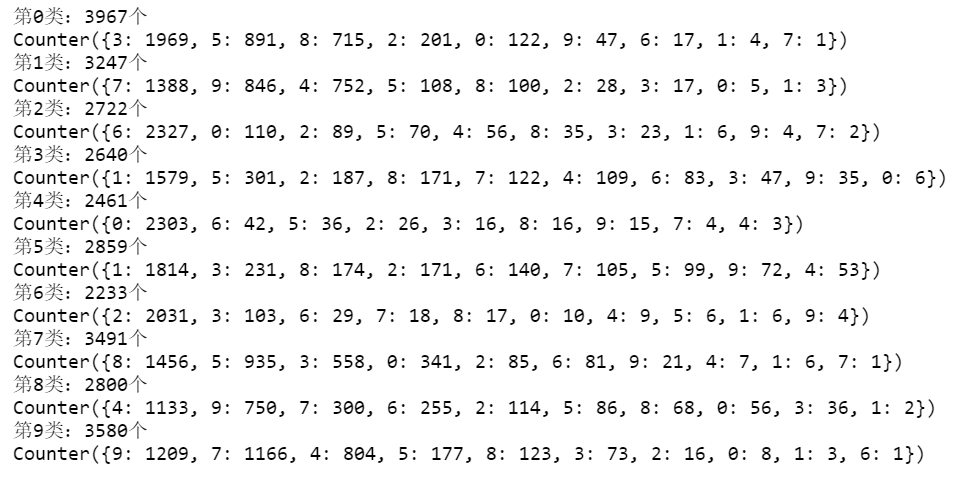 第0类：3967个
Counter({3: 1969, 5: 891, 8: 715, 2: 201, 0: 122, 9: 47, 6: 17, 1: 4, 7: 1})
第1类：3247个
Counter({7: 1388, 9: 846, 4: 752, 5: 108, 8: 100, 2: 28, 3: 17, 0: 5, 1: 3})
第2类：2722个
Counter({6: 2327, 0: 110, 2: 89, 5: 70, 4: 56, 8: 35, 3: 23, 1: 6, 9: 4, 7: 2})
第3类：2640个
Counter({1: 1579, 5: 301, 2: 187, 8: 171, 7: 122, 4: 109, 6: 83, 3: 47, 9: 35, 0: 6})
第4类：2461个
Counter({0: 2303, 6: 42, 5: 36, 2: 26, 3: 16, 8: 16, 9: 15, 7: 4, 4: 3})
第5类：2859个
Counter({1: 1814, 3: 231, 8: 174, 2: 171, 6: 140, 7: 105, 5: 99, 9: 72, 4: 53})
第6类：2233个
Counter({2: 2031, 3: 103, 6: 29, 7: 18, 8: 17, 0: 10, 4: 9, 5: 6, 1: 6, 9: 4})
第7类：3491个
Counter({8: 1456, 5: 935, 3: 558, 0: 341, 2: 85, 6: 81, 9: 21, 4: 7, 1: 6, 7: 1})
第8类：2800个
Counter({4: 1133, 9: 750, 7: 300, 6: 255, 2: 114, 5: 86, 8: 68, 0: 56, 3: 36, 1: 2})
第9类：3580个
Counter({9: 1209, 7: 1166, 4: 804, 5: 177, 8: 123, 3: 73, 2: 16, 0: 8, 1: 3, 6: 1})